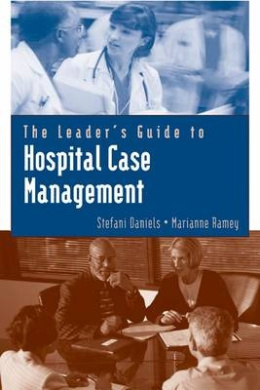 The Leader's Guide to
Hospital Case
Management
Stefani Daniels • Marianne Ramey